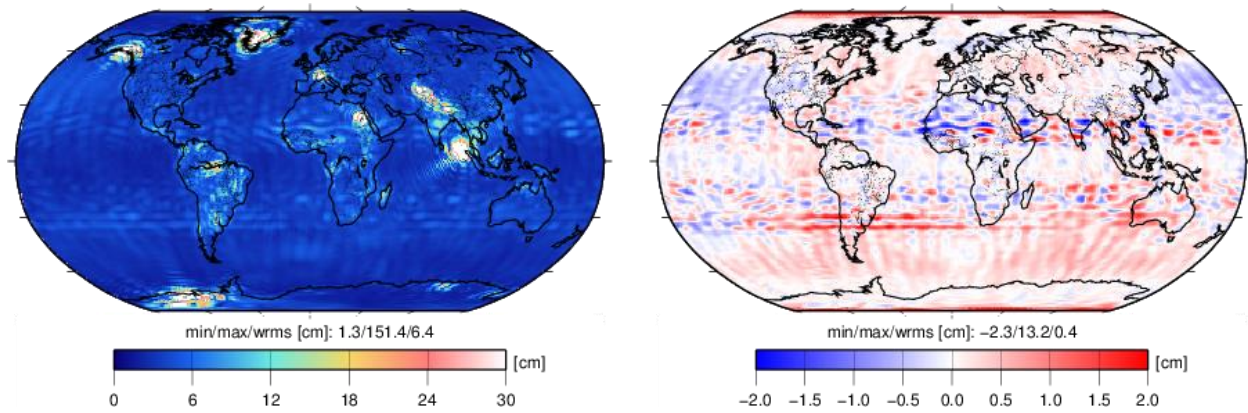 min/max/wrms [cm]: 1.3/151.4/6.4
[cm]
0 6 12 18 24 30
min/max/wrms [cm]: −2.3/13.2/0.4
[cm]
−2.0 −1.5 −1.0 −0.5 0.0 0.5 1.0 1.5 2.0